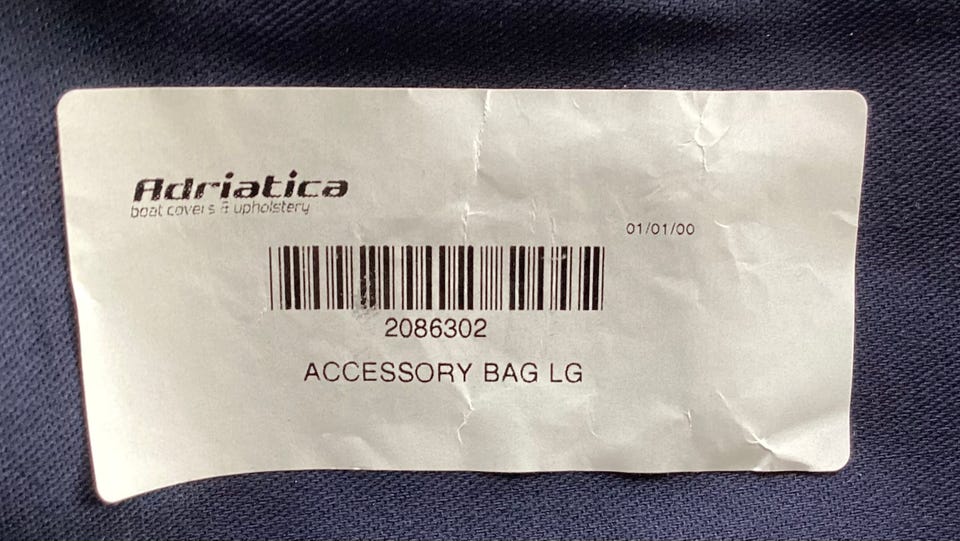 Adriatica
boat covers & upholstery
01/01/00
2086302
ACCESSORY BAG LG